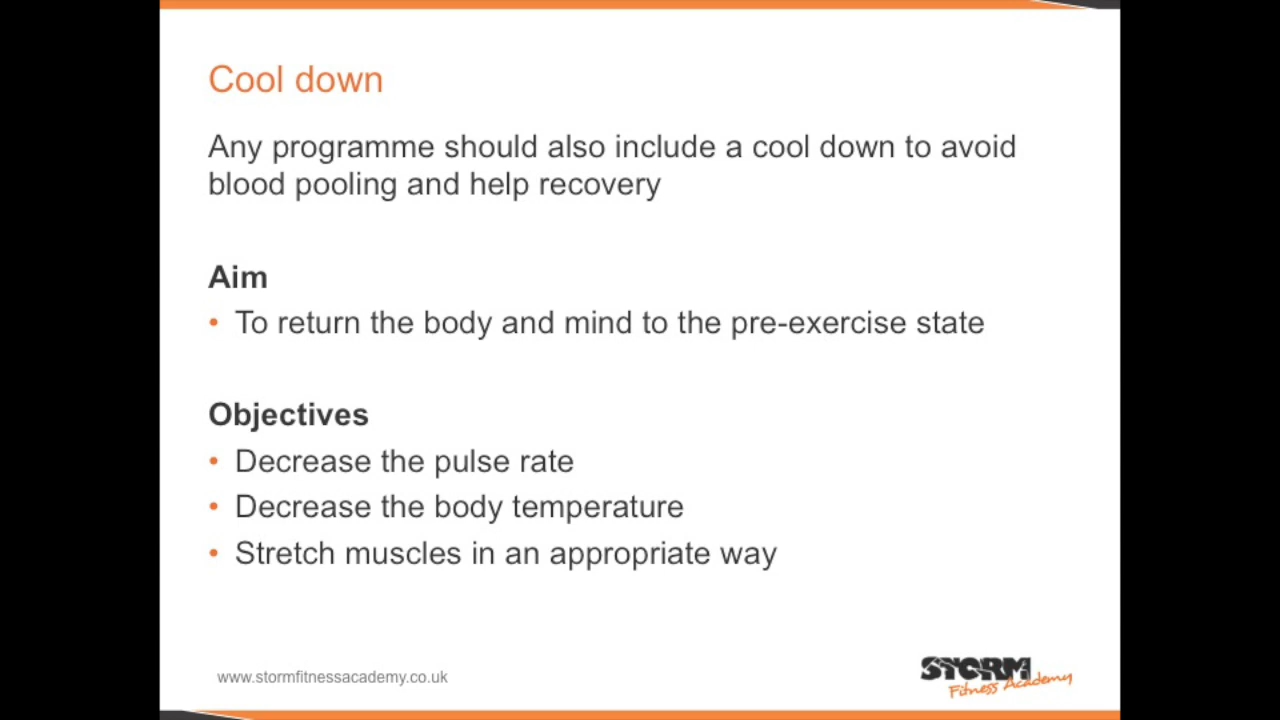 Cool down
Any programme should also include a cool down to avoid
blood pooling and help recovery
Aim
• To return the body and mind to the pre-exercise state
Objectives
• Decrease the pulse rate
• Decrease the body temperature
• Stretch muscles in an appropriate way
www.stormfitnessacademy.co.uk
STORM
Fitness Academy